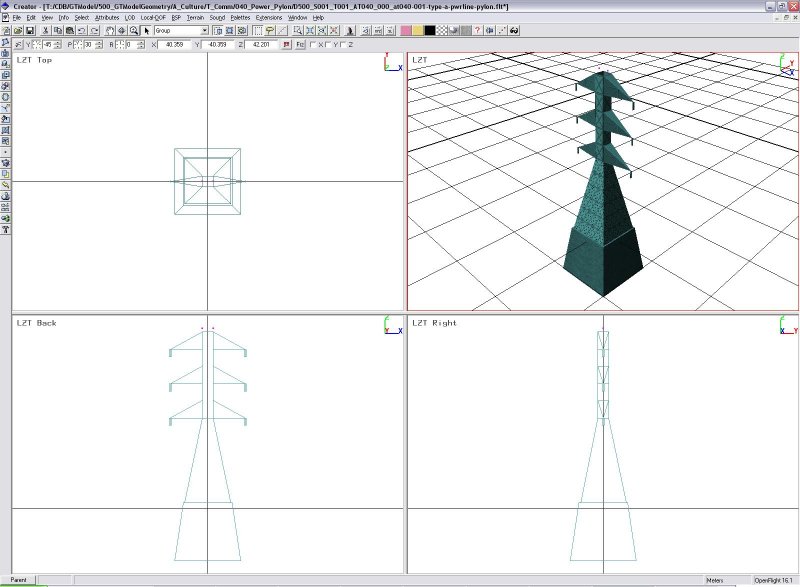 Creator - [T:/CDB/GTModel/500_GTModelGeometry/A_Culture/T_Comm/040_Power_Pylon/D500_S001_T001_AT040_000_at040-001-type-a-pwrline-pylon.flt*]
File Edit View Info Select Attributes LOD Local-DOF BSP Terrain Sound Palettes Extensions Window Help
Group
Y -45 P 30 R 0 X 40.359 Y 40.359 Z 42.201 X Y Z
LZT Top
Y
X
LZT
Z
Y
X
LZT Back
Z
Y
X
LZT Right
Z
X
Y
Parent
Meters
OpenFlight 16.1